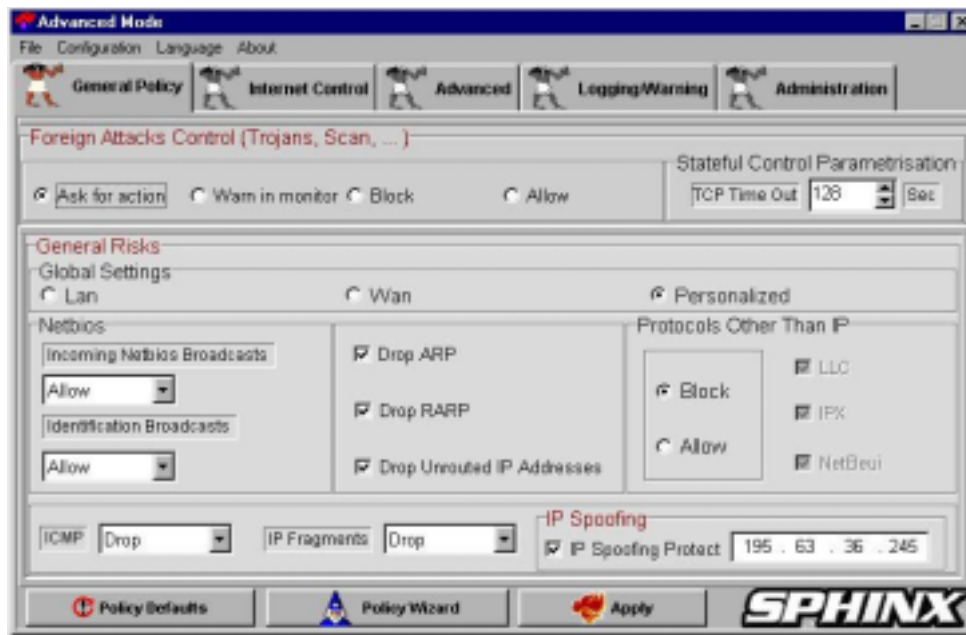 Advanced Mode
File Configuration Language About
General Policy Internet Control Advanced Logging/Warning Administration
Foreign Attacks Control (Trojans, Scan, ... )
Stateful Control Parametrisation
Ask for action Warn in monitor Block Allow TCP Time Out 128 Sec
General Risks
Global Settings
Lan Wan Personalized
Netbios Protocols Other Than IP
Incoming Netbios Broadcasts Drop ARP LLC
Allow Block
Identification Broadcasts Drop RARP IPX
Allow
Allow Drop Unrouted IP Addresses NetBeui
IP Spoofing
ICMP Drop IP Fragments Drop IP Spoofing Protect 195 . 63 . 36 . 245
Policy Defaults Policy Wizard Apply SPHINX